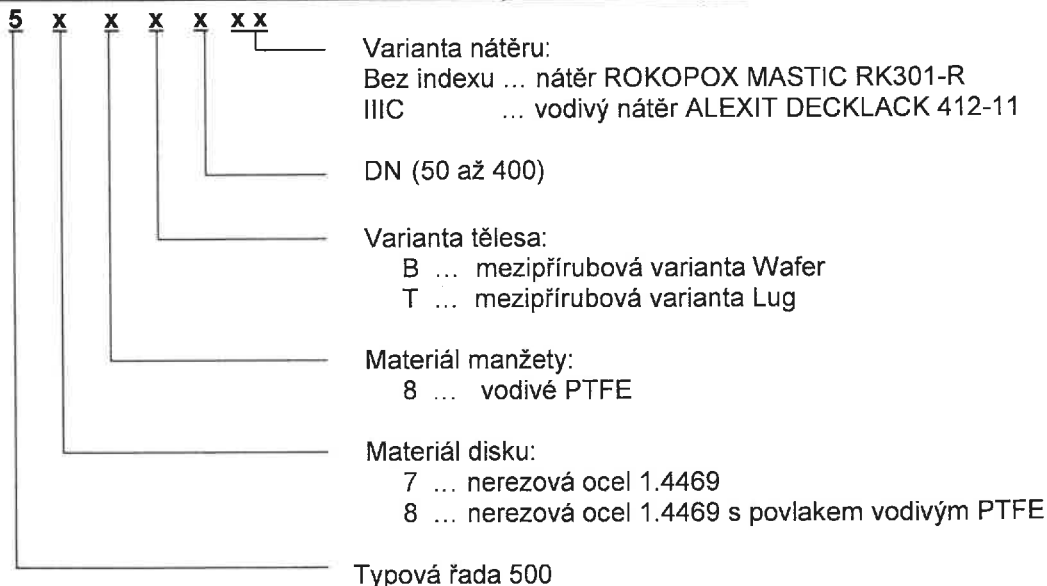 5 x x x x x x
Varianta nátěru:
Bez indexu ... nátěr ROKOPOX MASTIC RK301-R
IIIC ... vodivý nátěr ALEXIT DECKLACK 412-11
DN (50 až 400)
Varianta tělesa:
B ... mezipřírubová varianta Wafer
T ... mezipřírubová varianta Lug
Materiál manžety:
8 ... vodivé PTFE
Materiál disku:
7 ... nerezová ocel 1.4469
8 ... nerezová ocel 1.4469 s povlakem vodivým PTFE
Typová řada 500